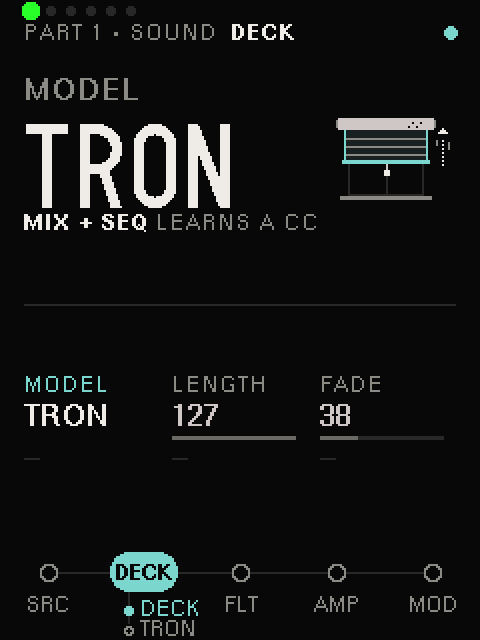 PART 1 · SOUND DECK
MODEL
TRON
MIX + SEQ LEARNS A CC
MODEL LENGTH FADE
TRON 127 38
DECK
SRC DECK FLT AMP MOD
TRON